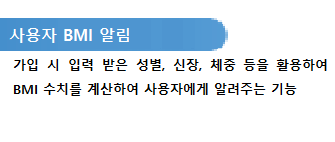 사용자 BMI 알림
가입 시 입력 받은 성별, 신장, 체중 등을 활용하여
BMI 수치를 계산하여 사용자에게 알려주는 기능